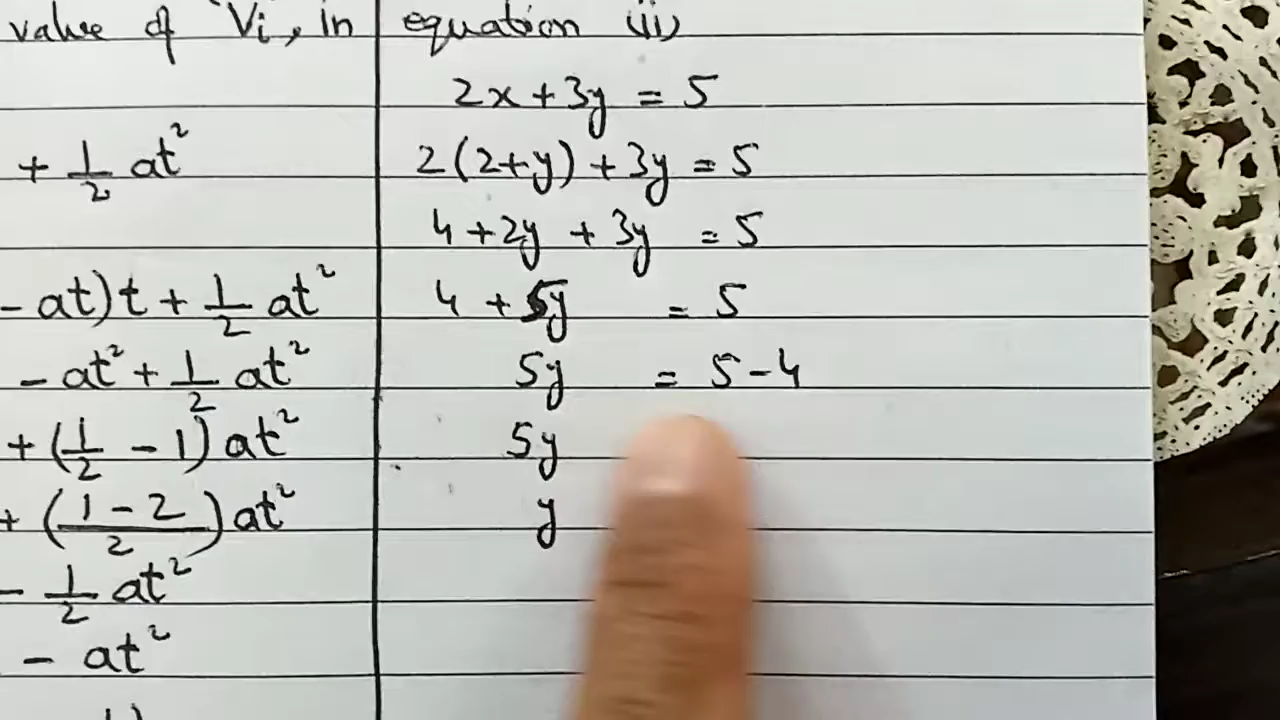 value of Vi, in
+ 1/2 at²
- at)t + 1/2 at²
- at² + 1/2 at²
+ (1/2 - 1) at²
+ (1-2/2) at²
- 1/2 at²
- at²
equation (ii)
2x + 3y = 5
2(2+y) + 3y = 5
4 + 2y + 3y = 5
4 + 5y = 5
5y = 5 - 4
5y
y